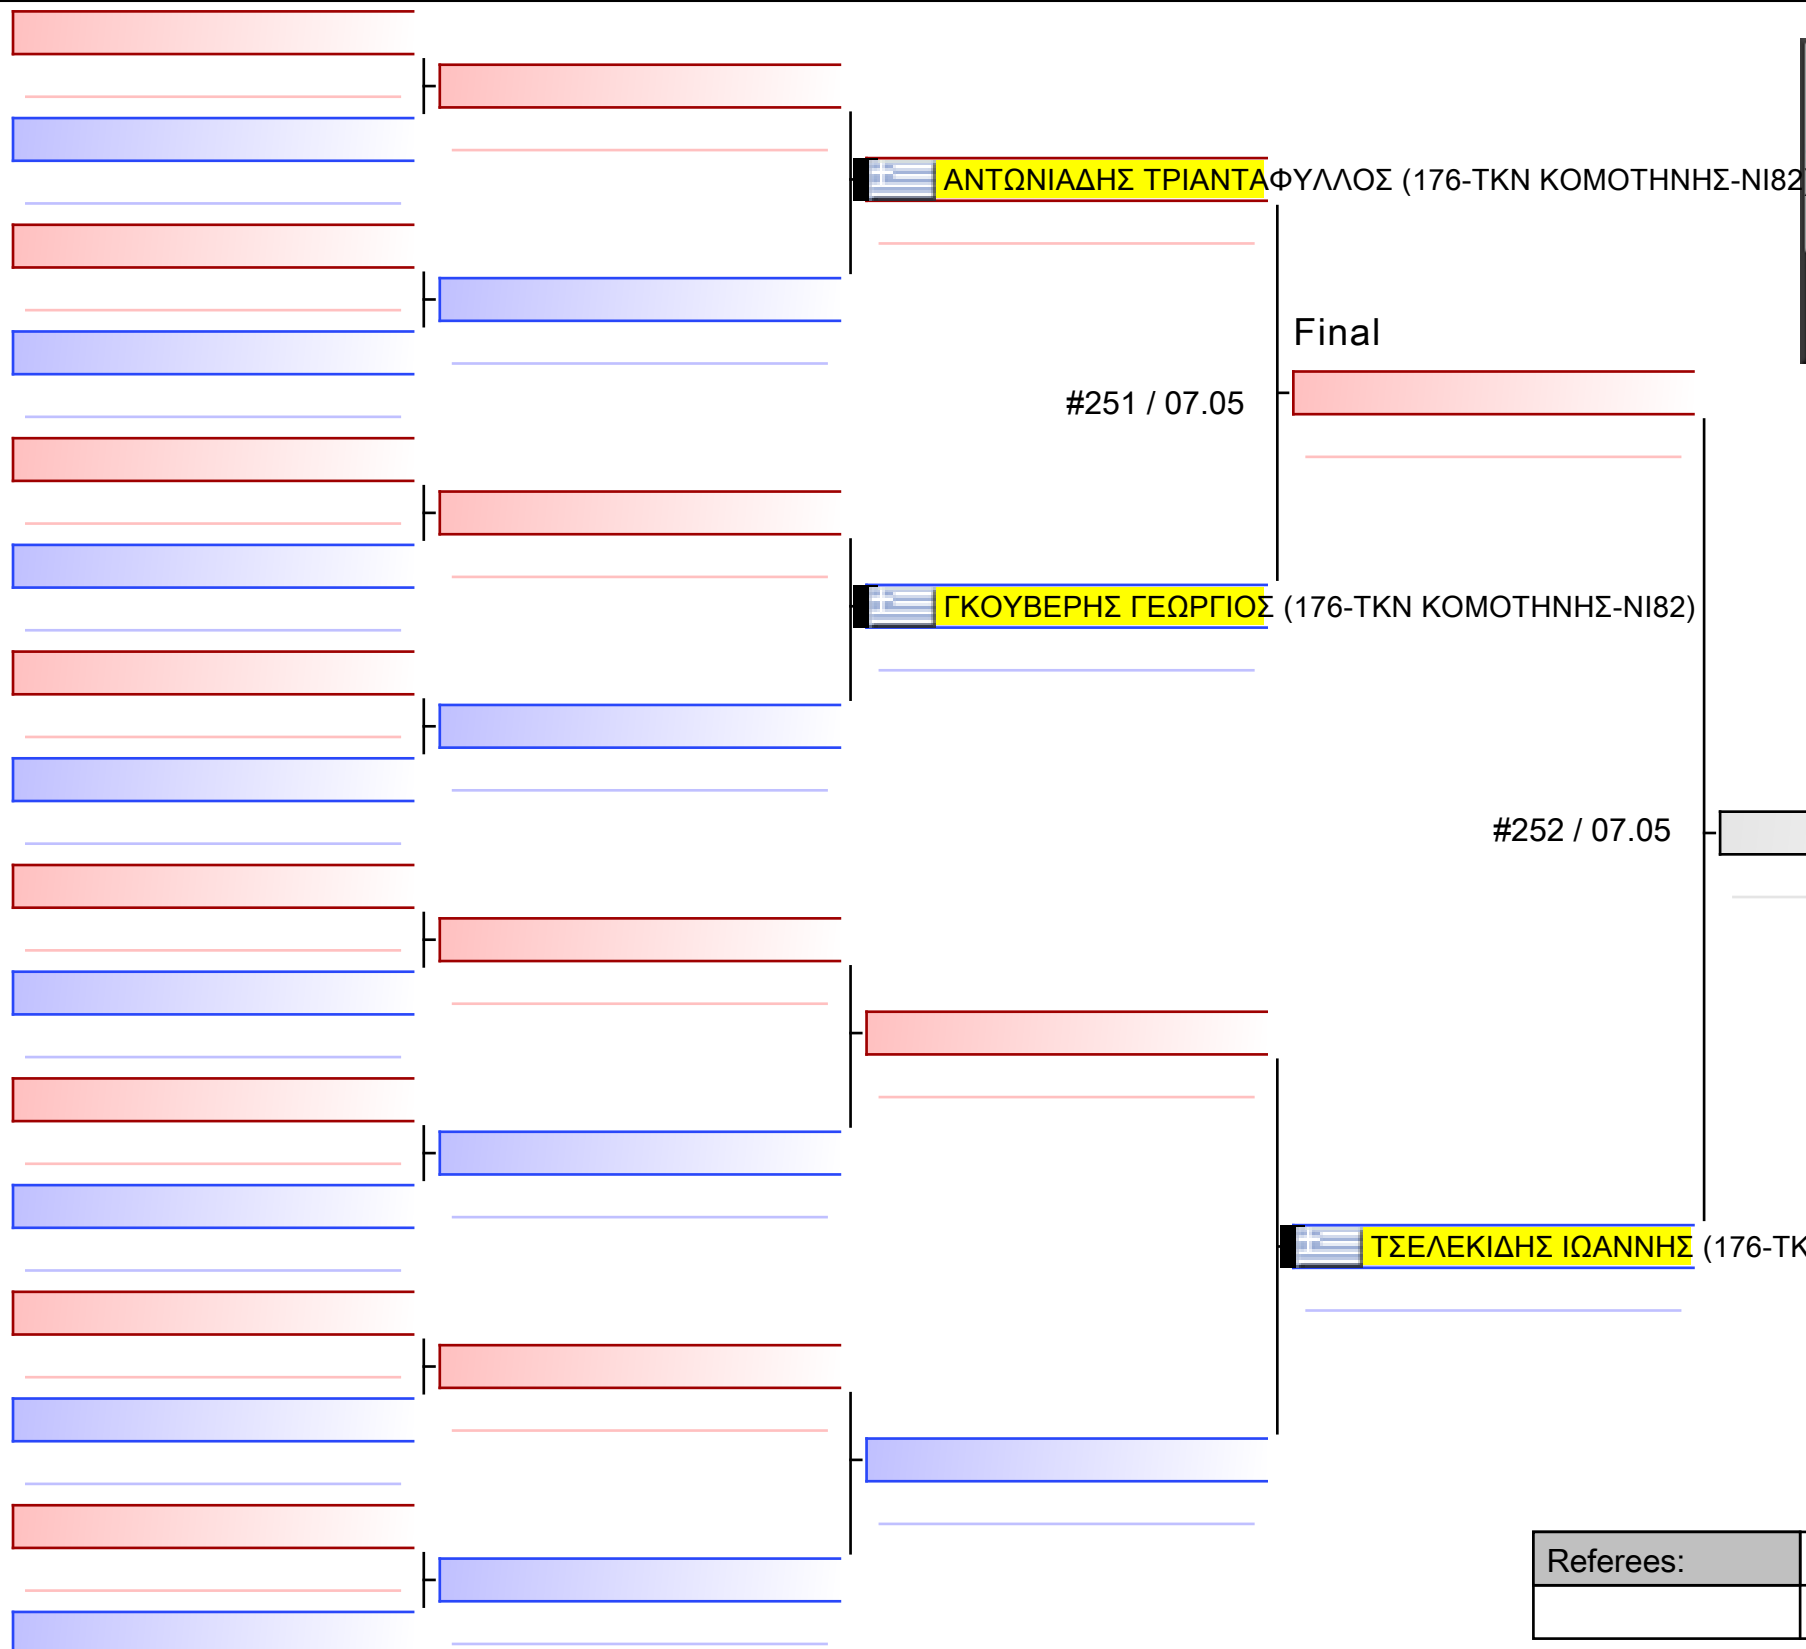 ΑΝΤΩΝΙΑΔΗΣ ΤΡΙΑΝΤΑΦΥΛΛΟΣ (176-ΤΚΝ ΚΟΜΟΤΗΝΗΣ-ΝΙ82
Final
#251 / 07.05
ΓΚΟΥΒΕΡΗΣ ΓΕΩΡΓΙΟΣ (176-ΤΚΝ ΚΟΜΟΤΗΝΗΣ-ΝΙ82)
#252 / 07.05
ΤΣΕΛΕΚΙΔΗΣ ΙΩΑΝΝΗΣ (176-ΤΚ
Referees: